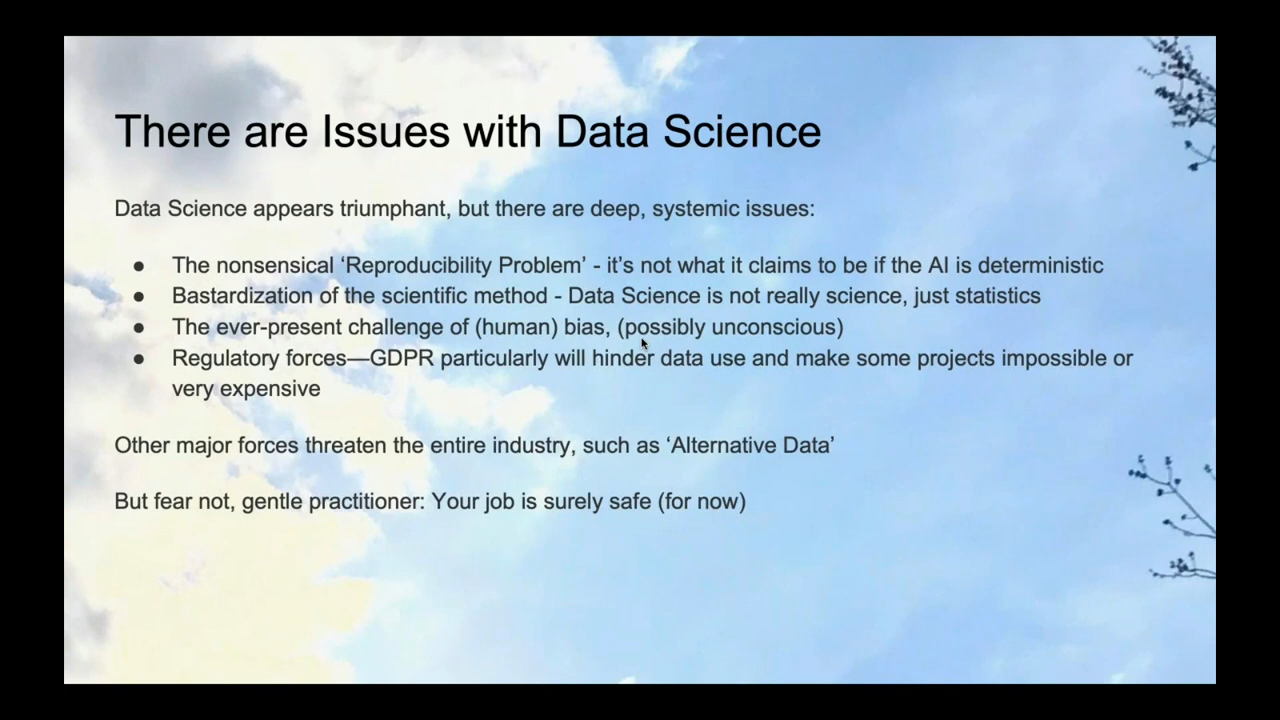 There are Issues with Data Science
Data Science appears triumphant, but there are deep, systemic issues:
● The nonsensical ‘Reproducibility Problem’ - it’s not what it claims to be if the AI is deterministic
● Bastardization of the scientific method - Data Science is not really science, just statistics
● The ever-present challenge of (human) bias, (possibly unconscious)
● Regulatory forces—GDPR particularly will hinder data use and make some projects impossible or
very expensive
Other major forces threaten the entire industry, such as ‘Alternative Data’
But fear not, gentle practitioner: Your job is surely safe (for now)